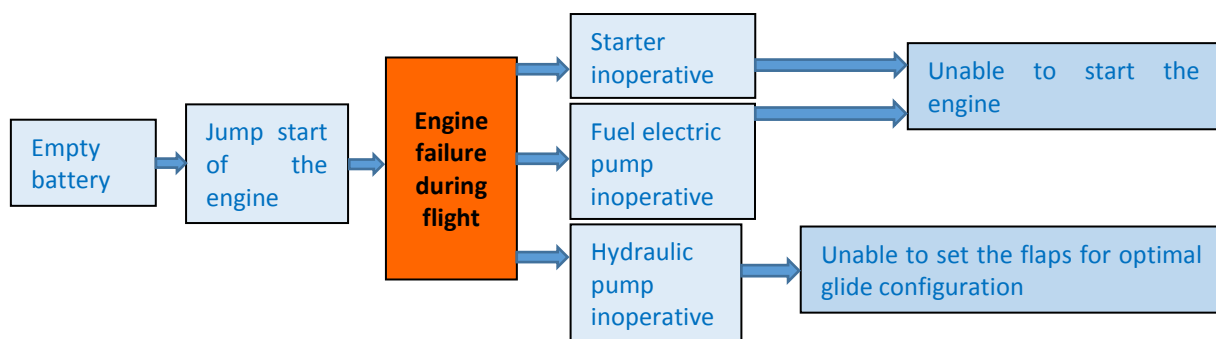 Empty
battery
Jump start
of the
engine
Engine
failure
during
flight
Starter
inoperative
Fuel electric
pump
inoperative
Hydraulic
pump
inoperative
Unable to start the
engine
Unable to set the flaps for optimal
glide configuration